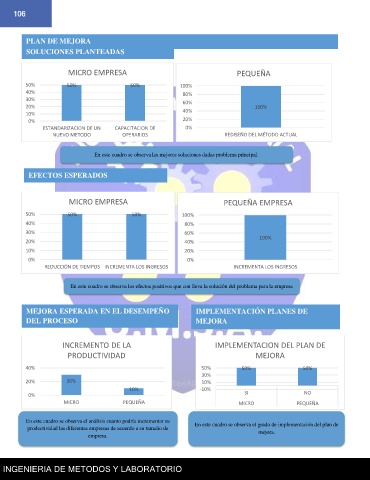 106
PLAN DE MEJORA
SOLUCIONES PLANTEADAS
MICRO EMPRESA
50%
40%
30%
20%
10%
0%
50%
50%
ESTANDARIZACION DE UN NUEVO METODO
CAPACITACION DE OPERARIOS
PEQUEÑA
100%
80%
60%
40%
20%
0%
100%
REDISEÑO DEL MÉTODO ACTUAL
En este cuadro se observa las mejores soluciones dadas problema principal.
EFECTOS ESPERADOS
MICRO EMPRESA
50%
40%
30%
20%
10%
0%
50%
50%
REDUCCIÓN DE TIEMPOS
INCREMENTA LOS INGRESOS
PEQUEÑA EMPRESA
100%
80%
60%
40%
20%
0%
100%
INCREMENTA LOS INGRESOS
En este cuadro se observa los efectos positivos que con lleva la solución del problema para la empresa
MEJORA ESPERADA EN EL DESEMPEÑO
DEL PROCESO
INCREMENTO DE LA
PRODUCTIVIDAD
40%
20%
0%
30%
10%
MICRO
PEQUEÑA
IMPLEMENTACIÓN PLANES DE
MEJORA
IMPLEMENTACION DEL PLAN DE
MEJORA
50%
30%
10%
-10%
50%
50%
SI
NO
MICRO
PEQUEÑA
En este cuadro se observa el análisis cuanto podría incrementar su
productividad las diferentes empresas de acuerdo a su tamaño de
empresa.
En este cuadro se observa el grado de implementación del plan de
mejora.
INGENIERIA DE METODOS Y LABORATORIO